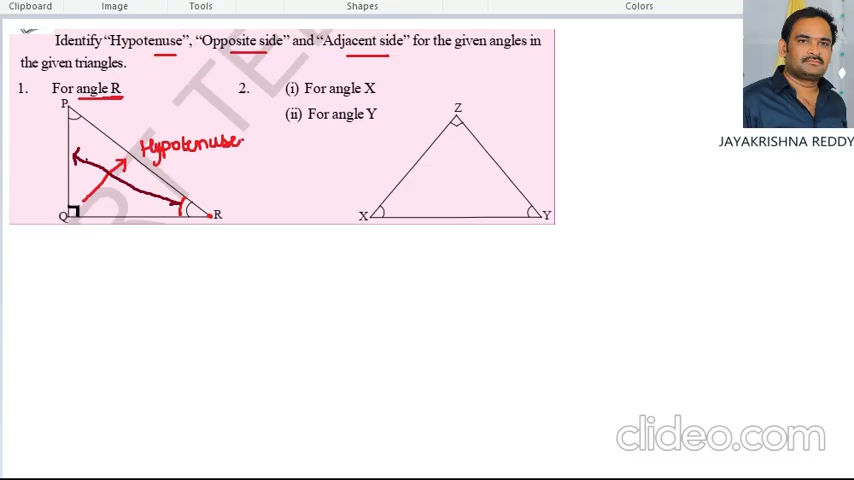 Clipboard Image Tools Shapes Colors
Identify “Hypotenuse”, “Opposite side” and “Adjacent side” for the given angles in
the given triangles.
1. For angle R 2. (i) For angle X
(ii) For angle Y
P
Hypotenuse
Q R
Z
X Y
JAYAKRISHNA REDDY
clideo.com